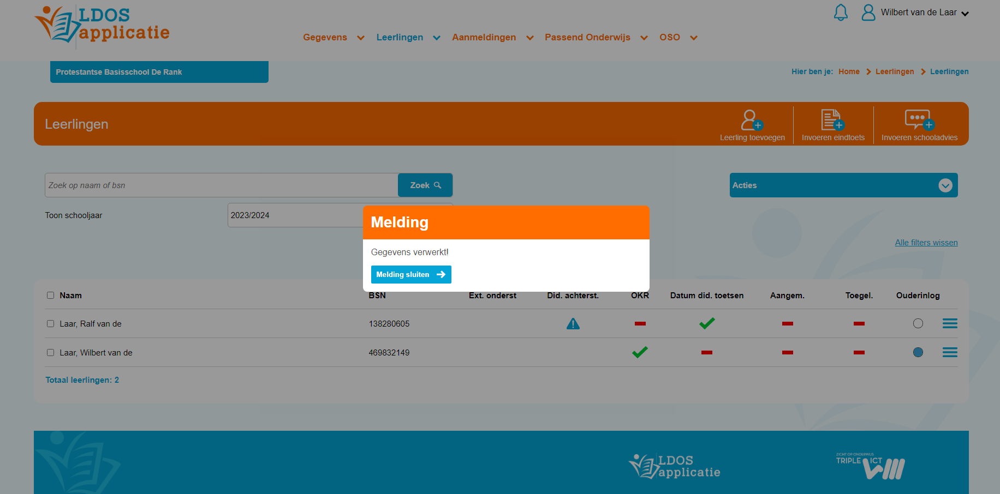 LDOS
applicatie
Wilbert van de Laar
Gegevens Leerlingen Aanmeldingen Passend Onderwijs OSO
Protestantse Basisschool De Rank
Hier ben je: Home Leerlingen Leerlingen
Leerlingen
Leerling toevoegen Invoeren eindtoets Invoeren schooladvies
Zoek op naam of bsn Zoek
Acties
Toon schooljaar 2023/2024
Melding
Alle filters wissen
Gegevens verwerkt!
Melding sluiten
Naam BSN Ext. onderst Did. achterst. OKR Datum did. toetsen Aangem. Toegel. Ouderinlog
Laar, Ralf van de 138280605
Laar, Wilbert van de 469832149
Totaal leerlingen: 2
LDOS
applicatie
ZICHT OP ONDERWIJS
TRIPLE ICT